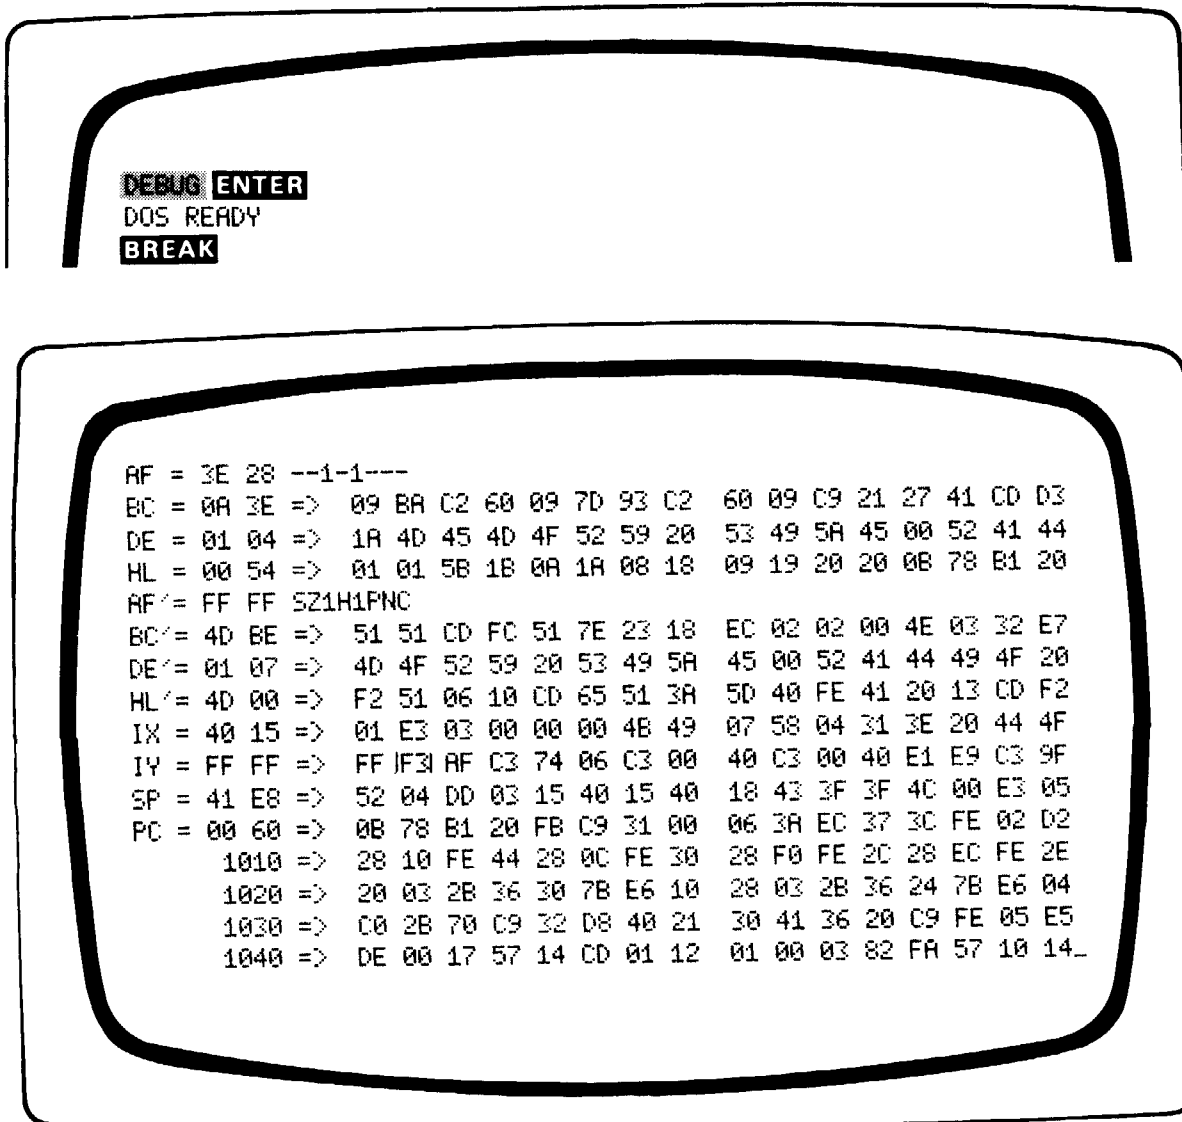 DEBUG ENTER
DOS READY
BREAK
AF = 3E 28 --1-1---
BC = 0A 3E => 09 BA C2 60 09 7D 93 C2 60 09 C9 21 27 41 CD D3
DE = 01 04 => 1A 4D 45 4D 4F 52 59 20 53 49 5A 45 00 52 41 44
HL = 00 54 => 01 01 5B 1B 0A 1A 08 18 09 19 20 20 0B 78 B1 20
AF'= FF FF SZ1H1PNC
BC'= 4D BE => 51 51 CD FC 51 7E 23 18 EC 02 02 00 4E 03 32 E7
DE'= 01 07 => 4D 4F 52 59 20 53 49 5A 45 00 52 41 44 49 4F 20
HL'= 4D 00 => F2 51 06 10 CD 65 51 3A 5D 40 FE 41 20 13 CD F2
IX = 40 15 => 01 E3 03 00 00 00 4B 49 07 58 04 31 3E 20 44 4F
IY = FF FF => FF |F3| AF C3 74 06 C3 00 40 C3 00 40 E1 E9 C3 9F
SP = 41 E8 => 52 04 DD 03 15 40 15 40 18 43 3F 3F 4C 00 E3 05
PC = 00 60 => 0B 78 B1 20 FB C9 31 00 06 3A EC 37 3C FE 02 D2
1010 => 28 10 FE 44 28 0C FE 30 28 F0 FE 2C 28 EC FE 2E
1020 => 20 03 2B 36 30 7B E6 10 28 03 2B 36 24 7B E6 04
1030 => C0 2B 70 C9 32 D8 40 21 30 41 36 20 C9 FE 05 E5
1040 => DE 00 17 57 14 CD 01 12 01 00 03 82 FA 57 10 14_